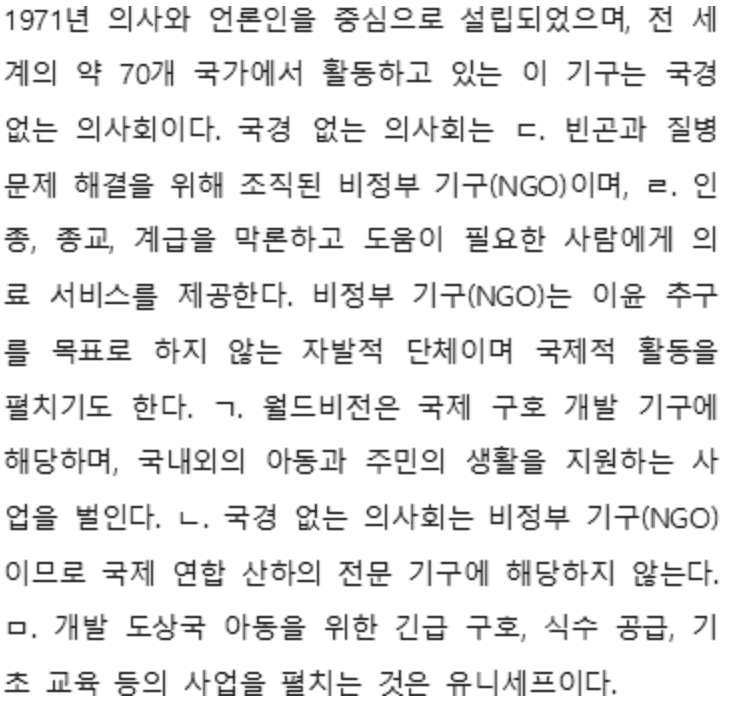 1971년 의사와 언론인을 중심으로 설립되었으며, 전 세
계의 약 70개 국가에서 활동하고 있는 이 기구는 국경
없는 의사회이다. 국경 없는 의사회는 ㄷ. 빈곤과 질병
문제 해결을 위해 조직된 비정부 기구(NGO)이며, ㄹ. 인
종, 종교, 계급을 막론하고 도움이 필요한 사람에게 의
료 서비스를 제공한다. 비정부 기구(NGO)는 이윤 추구
를 목표로 하지 않는 자발적 단체이며 국제적 활동을
펼치기도 한다. ㄱ. 월드비전은 국제 구호 개발 기구에
해당하며, 국내외의 아동과 주민의 생활을 지원하는 사
업을 벌인다. ㄴ. 국경 없는 의사회는 비정부 기구(NGO)
이므로 국제 연합 산하의 전문 기구에 해당하지 않는다.
ㅁ. 개발 도상국 아동을 위한 긴급 구호, 식수 공급, 기
초 교육 등의 사업을 펼치는 것은 유니세프이다.